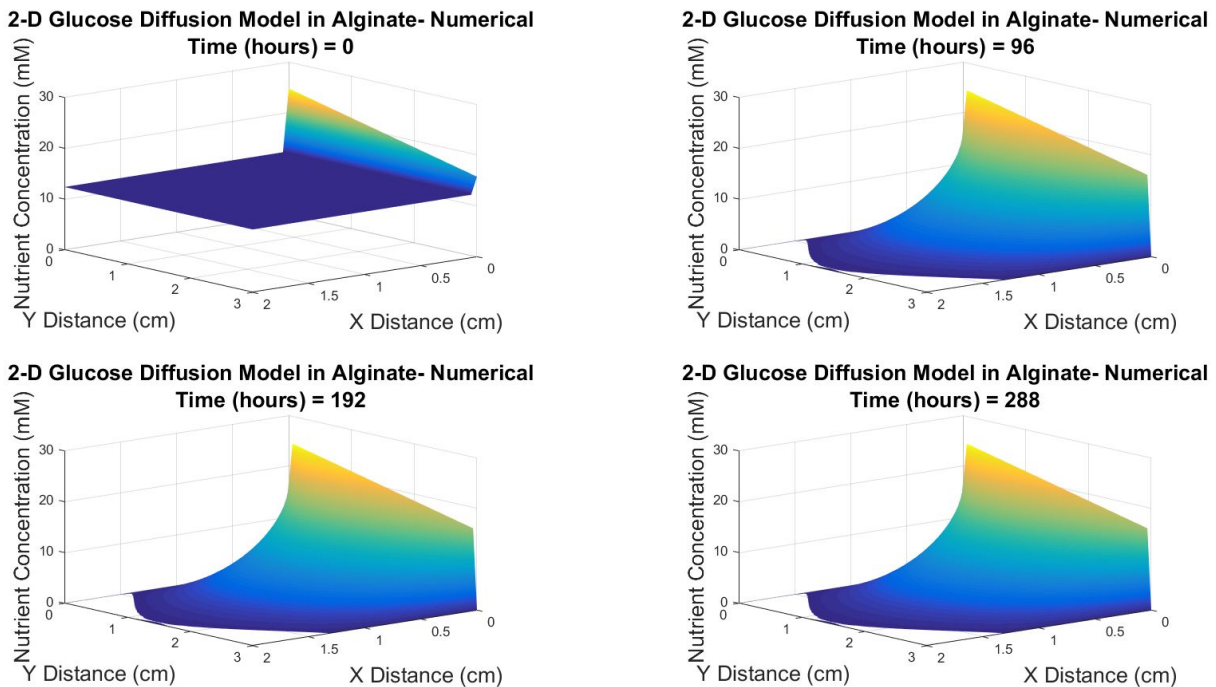 2-D Glucose Diffusion Model in Alginate- Numerical
Time (hours) = 0
Nutrient Concentration (mM)
30
20
10
0
0
1
2
3
Y Distance (cm)
2
1.5
1
0.5
0
X Distance (cm)
2-D Glucose Diffusion Model in Alginate- Numerical
Time (hours) = 96
Nutrient Concentration (mM)
30
20
10
0
0
1
2
3
Y Distance (cm)
2
1.5
1
0.5
0
X Distance (cm)
2-D Glucose Diffusion Model in Alginate- Numerical
Time (hours) = 192
Nutrient Concentration (mM)
30
20
10
0
0
1
2
3
Y Distance (cm)
2
1.5
1
0.5
0
X Distance (cm)
2-D Glucose Diffusion Model in Alginate- Numerical
Time (hours) = 288
Nutrient Concentration (mM)
30
20
10
0
0
1
2
3
Y Distance (cm)
2
1.5
1
0.5
0
X Distance (cm)